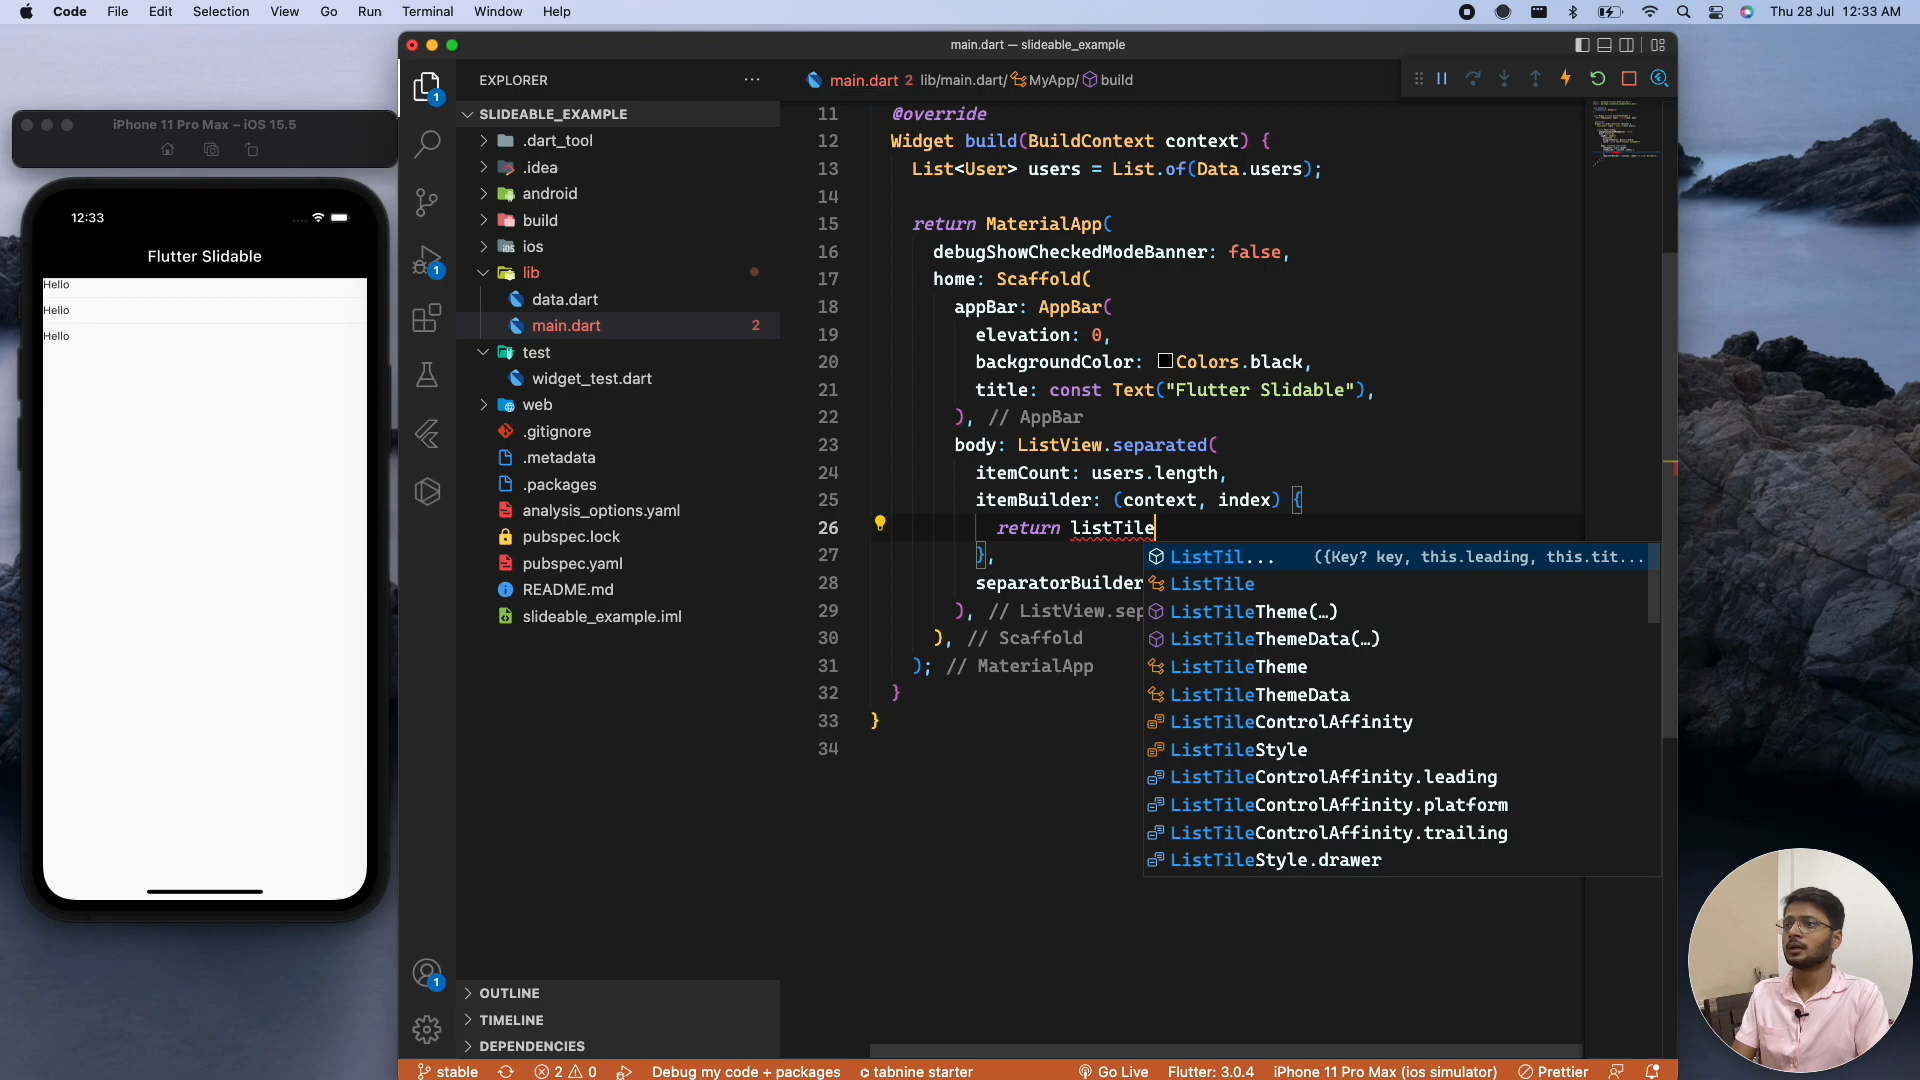 Code File Edit Selection View Go Run Terminal Window Help Thu 28 Jul 12:33 AM
main.dart — slideable_example
EXPLORER ...
main.dart 2 lib/main.dart/ MyApp/ build
iPhone 11 Pro Max – iOS 15.5
12:33
Flutter Slidable
Hello
Hello
Hello
1
1
1
SLIDEABLE_EXAMPLE
.dart_tool
.idea
android
build
ios
lib
data.dart
main.dart 2
test
widget_test.dart
web
.gitignore
.metadata
.packages
analysis_options.yaml
pubspec.lock
pubspec.yaml
README.md
slideable_example.iml
OUTLINE
TIMELINE
DEPENDENCIES
11 @override
12 Widget build(BuildContext context) {
13 List<User> users = List.of(Data.users);
14
15 return MaterialApp(
16 debugShowCheckedModeBanner: false,
17 home: Scaffold(
18 appBar: AppBar(
19 elevation: 0,
20 backgroundColor: Colors.black,
21 title: const Text("Flutter Slidable"),
22 ), // AppBar
23 body: ListView.separated(
24 itemCount: users.length,
25 itemBuilder: (context, index) {
26 return listTile
27 },
28 separatorBuilder
29 ), // ListView.sep
30 ), // Scaffold
31 ); // MaterialApp
32 }
33 }
34
ListTil... ({Key? key, this.leading, this.tit...
ListTile
ListTileTheme(…)
ListTileThemeData(…)
ListTileTheme
ListTileThemeData
ListTileControlAffinity
ListTileStyle
ListTileControlAffinity.leading
ListTileControlAffinity.platform
ListTileControlAffinity.trailing
ListTileStyle.drawer
stable 2 0 Debug my code + packages tabnine starter Go Live Flutter: 3.0.4 iPhone 11 Pro Max (ios simulator) Prettier